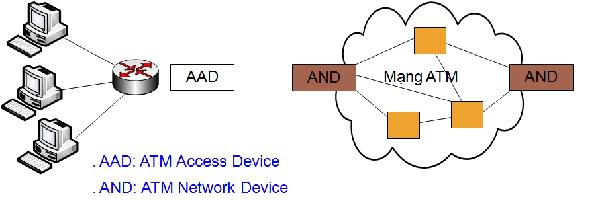 AAD
AND
Mang ATM
AND
. AAD: ATM Access Device
. AND: ATM Network Device